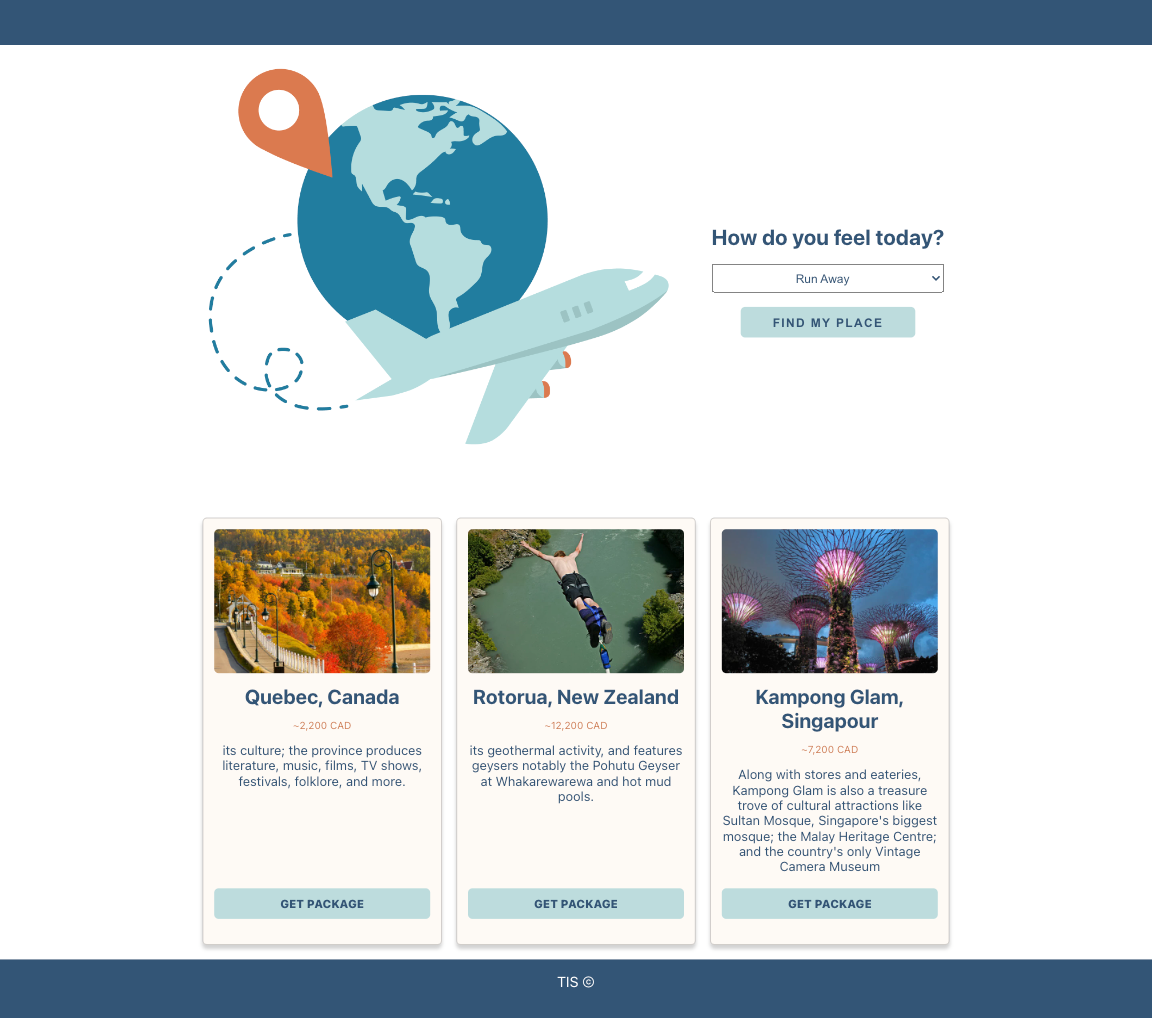 How do you feel today?
Run Away
FIND MY PLACE
Quebec, Canada
~2,200 CAD
its culture; the province produces
literature, music, films, TV shows,
festivals, folklore, and more.
GET PACKAGE
Rotorua, New Zealand
~12,200 CAD
its geothermal activity, and features
geysers notably the Pohutu Geyser
at Whakarewarewa and hot mud
pools.
GET PACKAGE
Kampong Glam,
Singapour
~7,200 CAD
Along with stores and eateries,
Kampong Glam is also a treasure
trove of cultural attractions like
Sultan Mosque, Singapore's biggest
mosque; the Malay Heritage Centre;
and the country's only Vintage
Camera Museum
GET PACKAGE
TIS ©